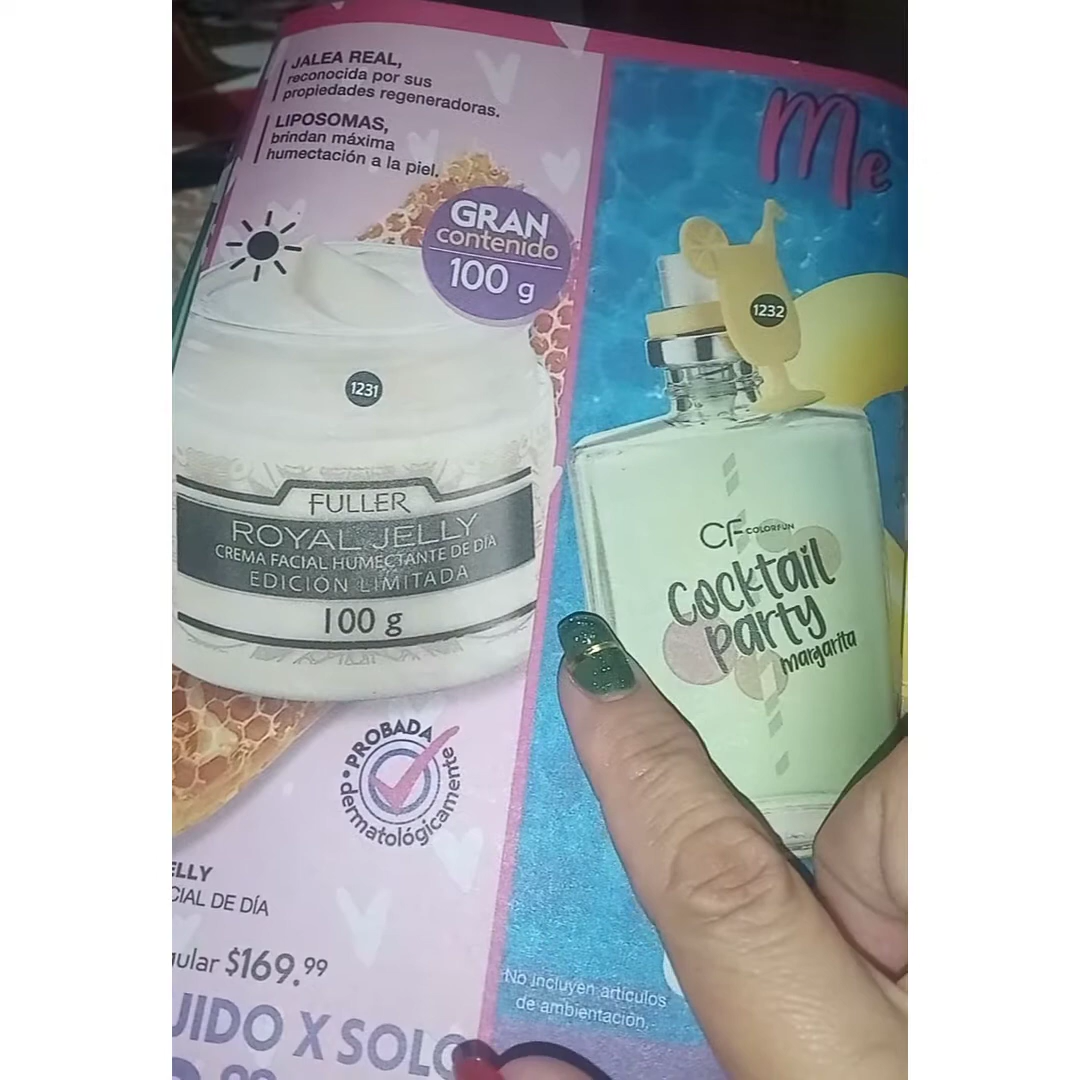 JALEA REAL,
reconocida por sus
propiedades regeneradoras.
LIPOSOMAS,
brindan máxima
humectación a la piel.
GRAN
contenido
100 g
1231
FULLER
ROYAL JELLY
CREMA FACIAL HUMECTANTE DE DÍA
EDICIÓN LIMITADA
100 g
PROBADA
dermatológicamente
ELLY
CIAL DE DÍA
gular $169.99
UIDO X SOLO
Me
1232
CF COLORFUN
Cocktail
party
margarita
No incluyen artículos
de ambientación.